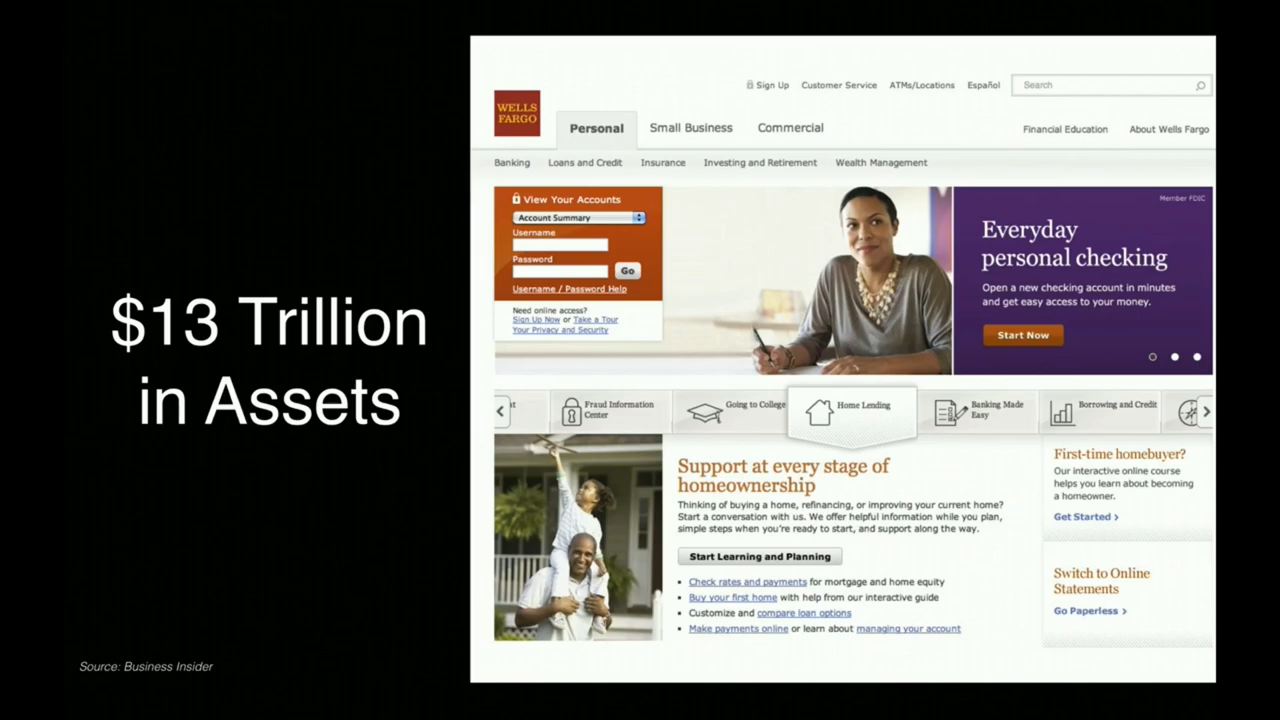 $13 Trillion
in Assets
Source: Business Insider
Sign Up Customer Service ATMs/Locations Español Search
WELLS
FARGO
Personal Small Business Commercial
Financial Education About Wells Fargo
Banking Loans and Credit Insurance Investing and Retirement Wealth Management
View Your Accounts
Account Summary
Username
Password
Go
Username / Password Help
Need online access?
Sign Up Now or Take a Tour
Your Privacy and Security
Member FDIC
Everyday
personal checking
Open a new checking account in minutes
and get easy access to your money.
Start Now
Fraud Information
Center
Going to College
Home Lending
Banking Made
Easy
Borrowing and Credit
Support at every stage of
homeownership
Thinking of buying a home, refinancing, or improving your current home?
Start a conversation with us. We offer helpful information while you plan,
simple steps when you're ready to start, and support along the way.
Start Learning and Planning
Check rates and payments for mortgage and home equity
Buy your first home with help from our interactive guide
Customize and compare loan options
Make payments online or learn about managing your account
First-time homebuyer?
Our interactive online course
helps you learn about becoming
a homeowner.
Get Started
Switch to Online
Statements
Go Paperless